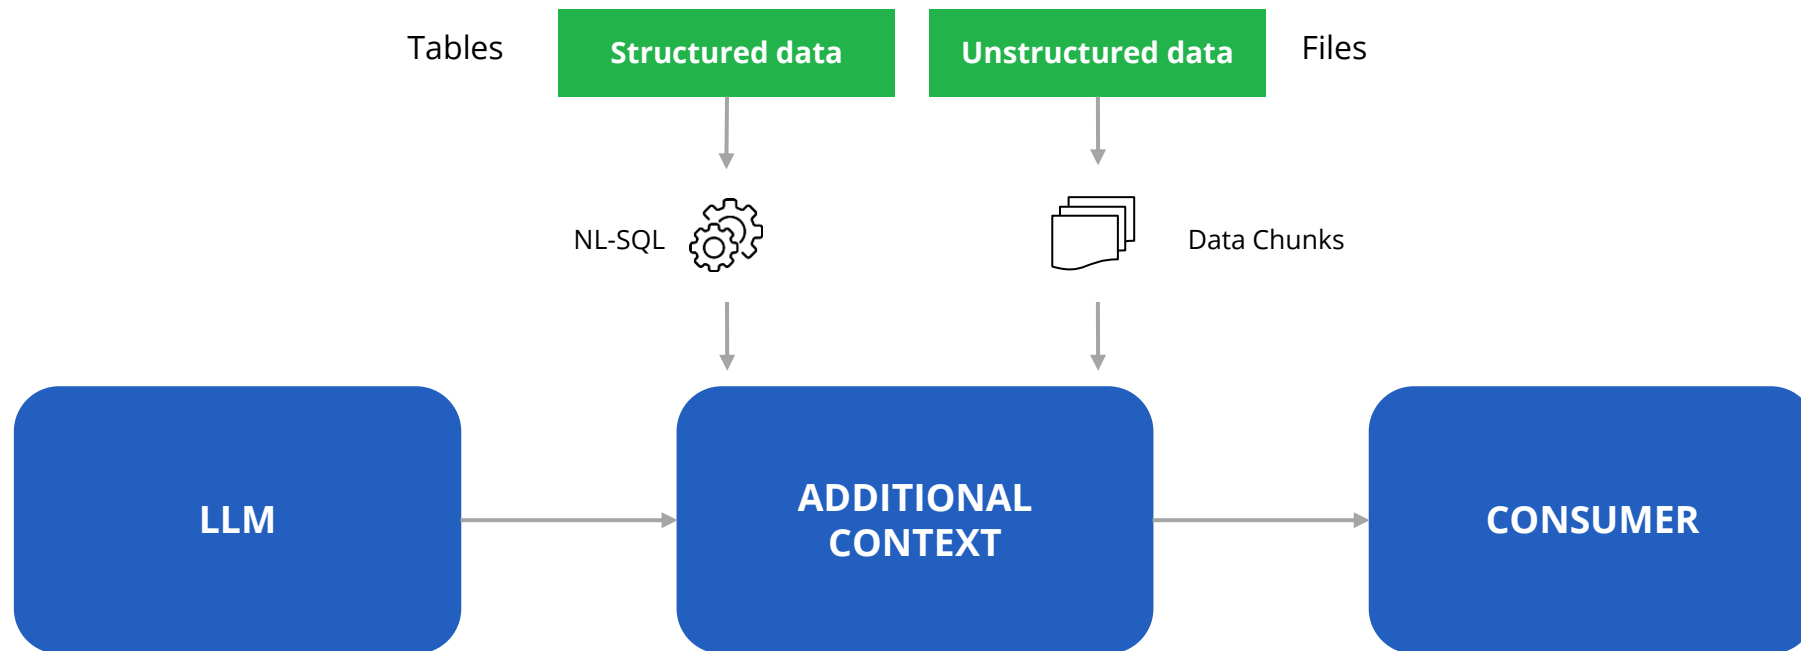 Tables
Structured data
Unstructured data
Files
NL-SQL
Data Chunks
LLM
ADDITIONAL
CONTEXT
CONSUMER